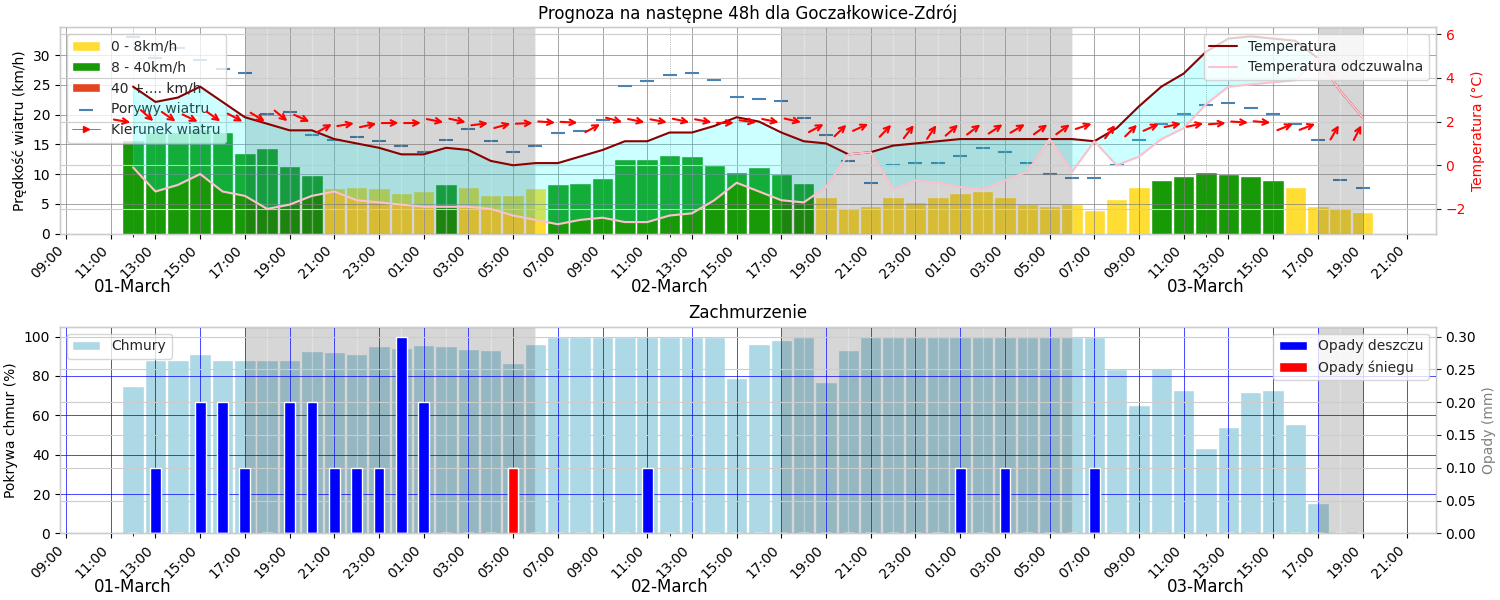 Prognoza na następne 48h dla Goczałkowice-Zdrój
Prędkość wiatru (km/h)
30
25
20
15
10
5
0
0 - 8km/h
8 - 40km/h
40 +.... km/h
Porywy wiatru
Kierunek wiatru
Temperatura
Temperatura odczuwalna
6
4
2
0
−2
Temperatura (°C)
09:00 11:00 13:00 15:00 17:00 19:00 21:00 23:00 01:00 03:00 05:00 07:00 09:00 11:00 13:00 15:00 17:00 19:00 21:00 23:00 01:00 03:00 05:00 07:00 09:00 11:00 13:00 15:00 17:00 19:00 21:00
01-March 02-March 03-March
Zachmurzenie
Pokrywa chmur (%)
100
80
60
40
20
0
Chmury
Opady deszczu
Opady śniegu
0.30
0.25
0.20
0.15
0.10
0.05
0.00
Opady (mm)
09:00 11:00 13:00 15:00 17:00 19:00 21:00 23:00 01:00 03:00 05:00 07:00 09:00 11:00 13:00 15:00 17:00 19:00 21:00 23:00 01:00 03:00 05:00 07:00 09:00 11:00 13:00 15:00 17:00 19:00 21:00
01-March 02-March 03-March